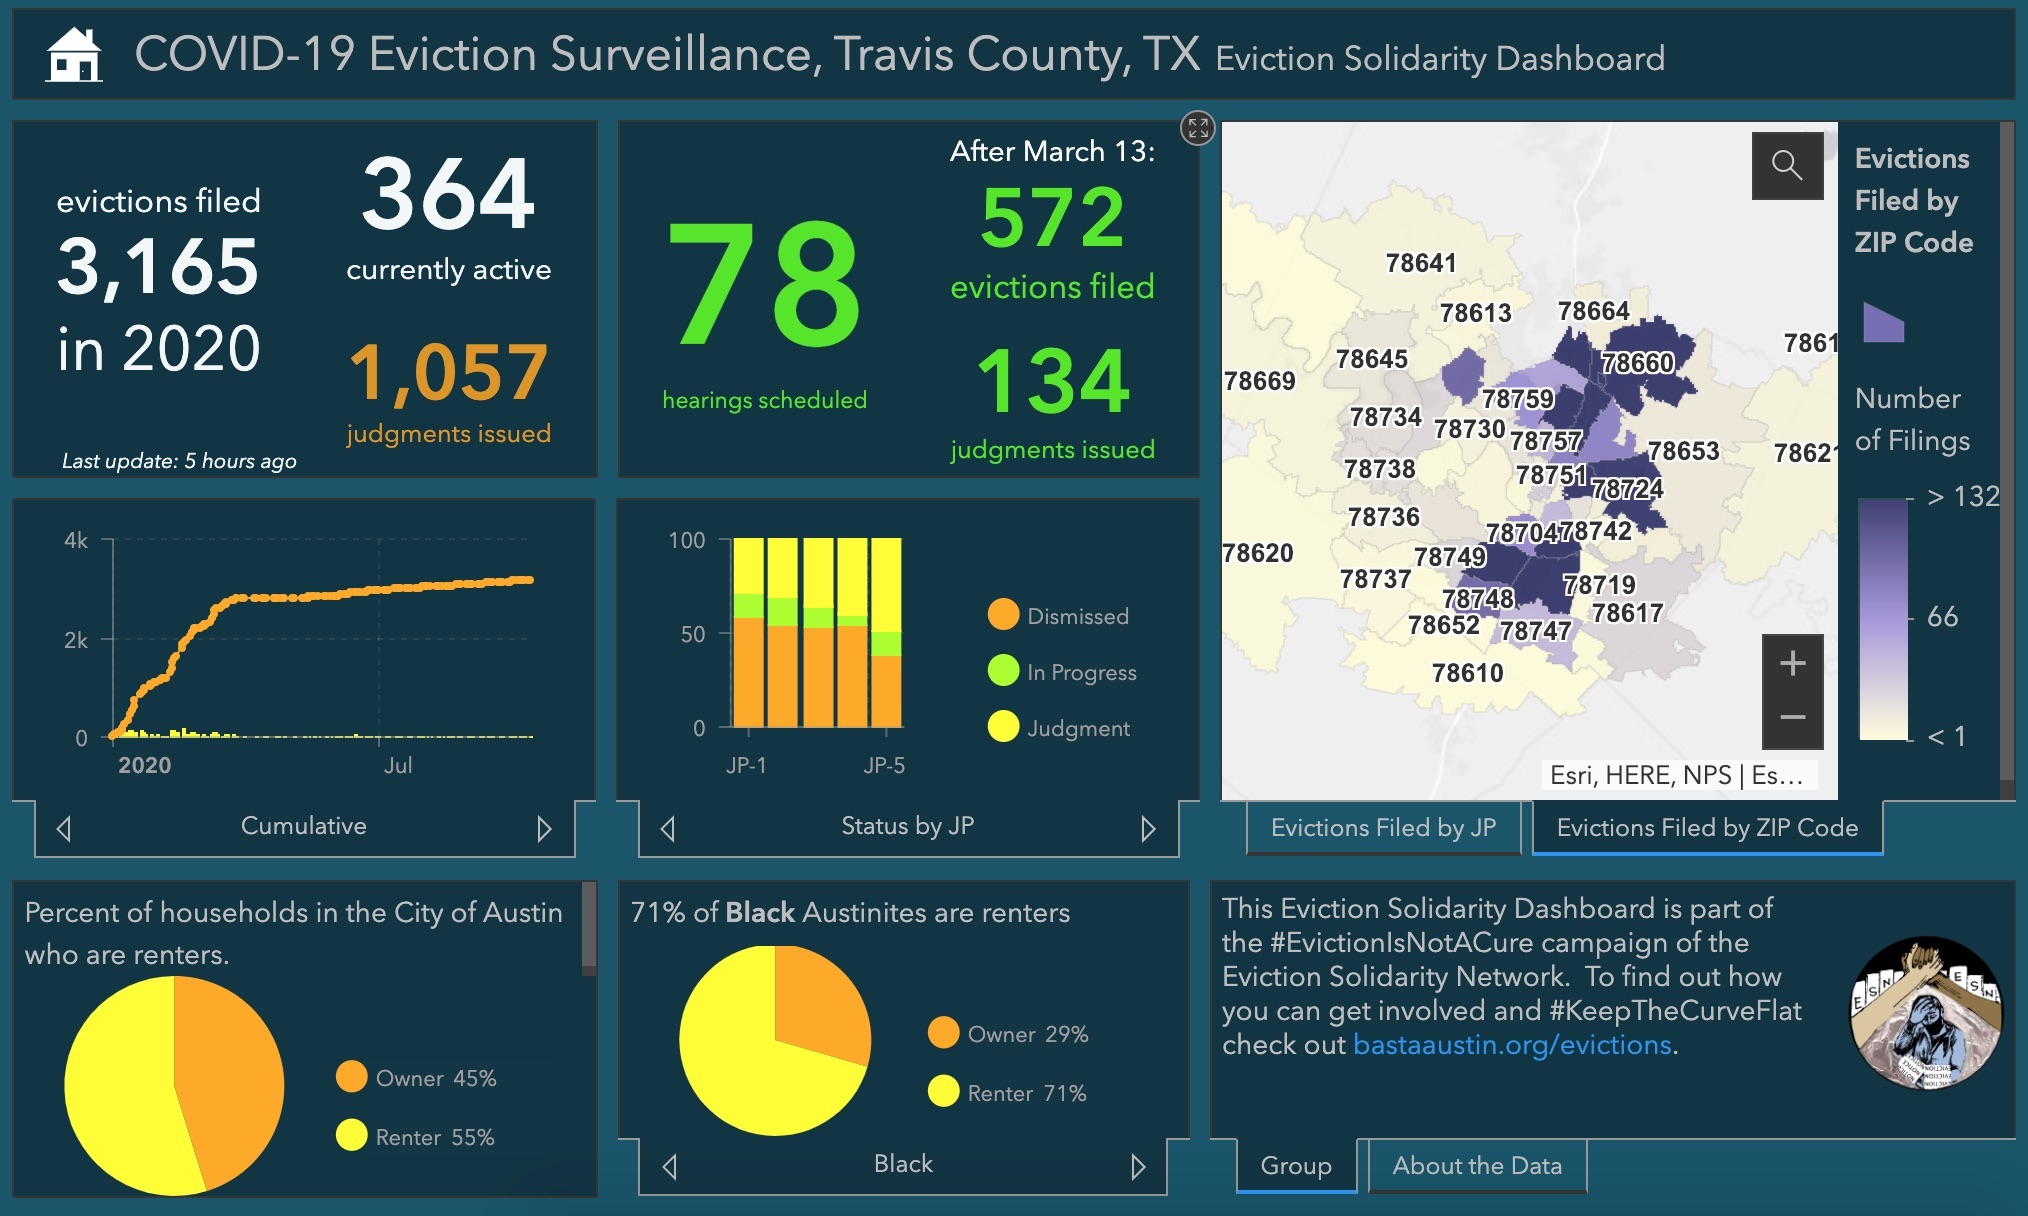 COVID-19 Eviction Surveillance, Travis County, TX Eviction Solidarity Dashboard
evictions filed
3,165
in 2020
364
currently active
1,057
judgments issued
Last update: 5 hours ago
78
hearings scheduled
After March 13:
572
evictions filed
134
judgments issued
78641
78613
78664
7861
78645
78660
78669
78759
78734
78730
78757
78653
7862
78738
78751
78724
78736
78704
78742
78620
78749
78737
78719
78748
78617
78652
78747
78610
Esri, HERE, NPS | Es...
Evictions
Filed by
ZIP Code
Number
of Filings
> 132
66
< 1
4k
2k
0
2020
Jul
Cumulative
100
50
0
JP-1
JP-5
Dismissed
In Progress
Judgment
Status by JP
Evictions Filed by JP
Evictions Filed by ZIP Code
Percent of households in the City of Austin
who are renters.
Owner 45%
Renter 55%
71% of Black Austinites are renters
Owner 29%
Renter 71%
Black
This Eviction Solidarity Dashboard is part of
the #EvictionIsNotACure campaign of the
Eviction Solidarity Network. To find out how
you can get involved and #KeepTheCurveFlat
check out bastaaustin.org/evictions.
Group
About the Data